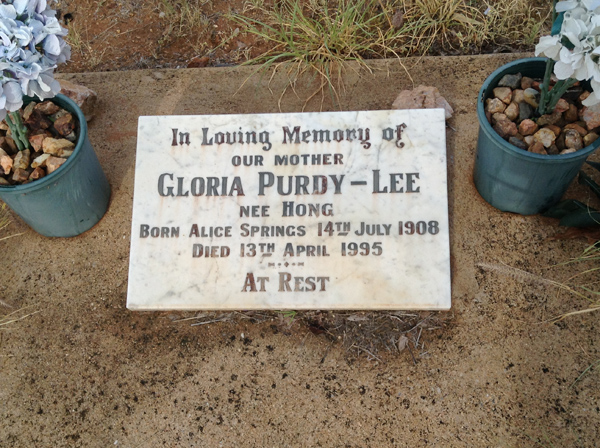 In Loving Memory of
OUR MOTHER
GLORIA PURDY-LEE
NEE HONG
BORN ALICE SPRINGS 14TH JULY 1908
DIED 13TH APRIL 1995
AT REST